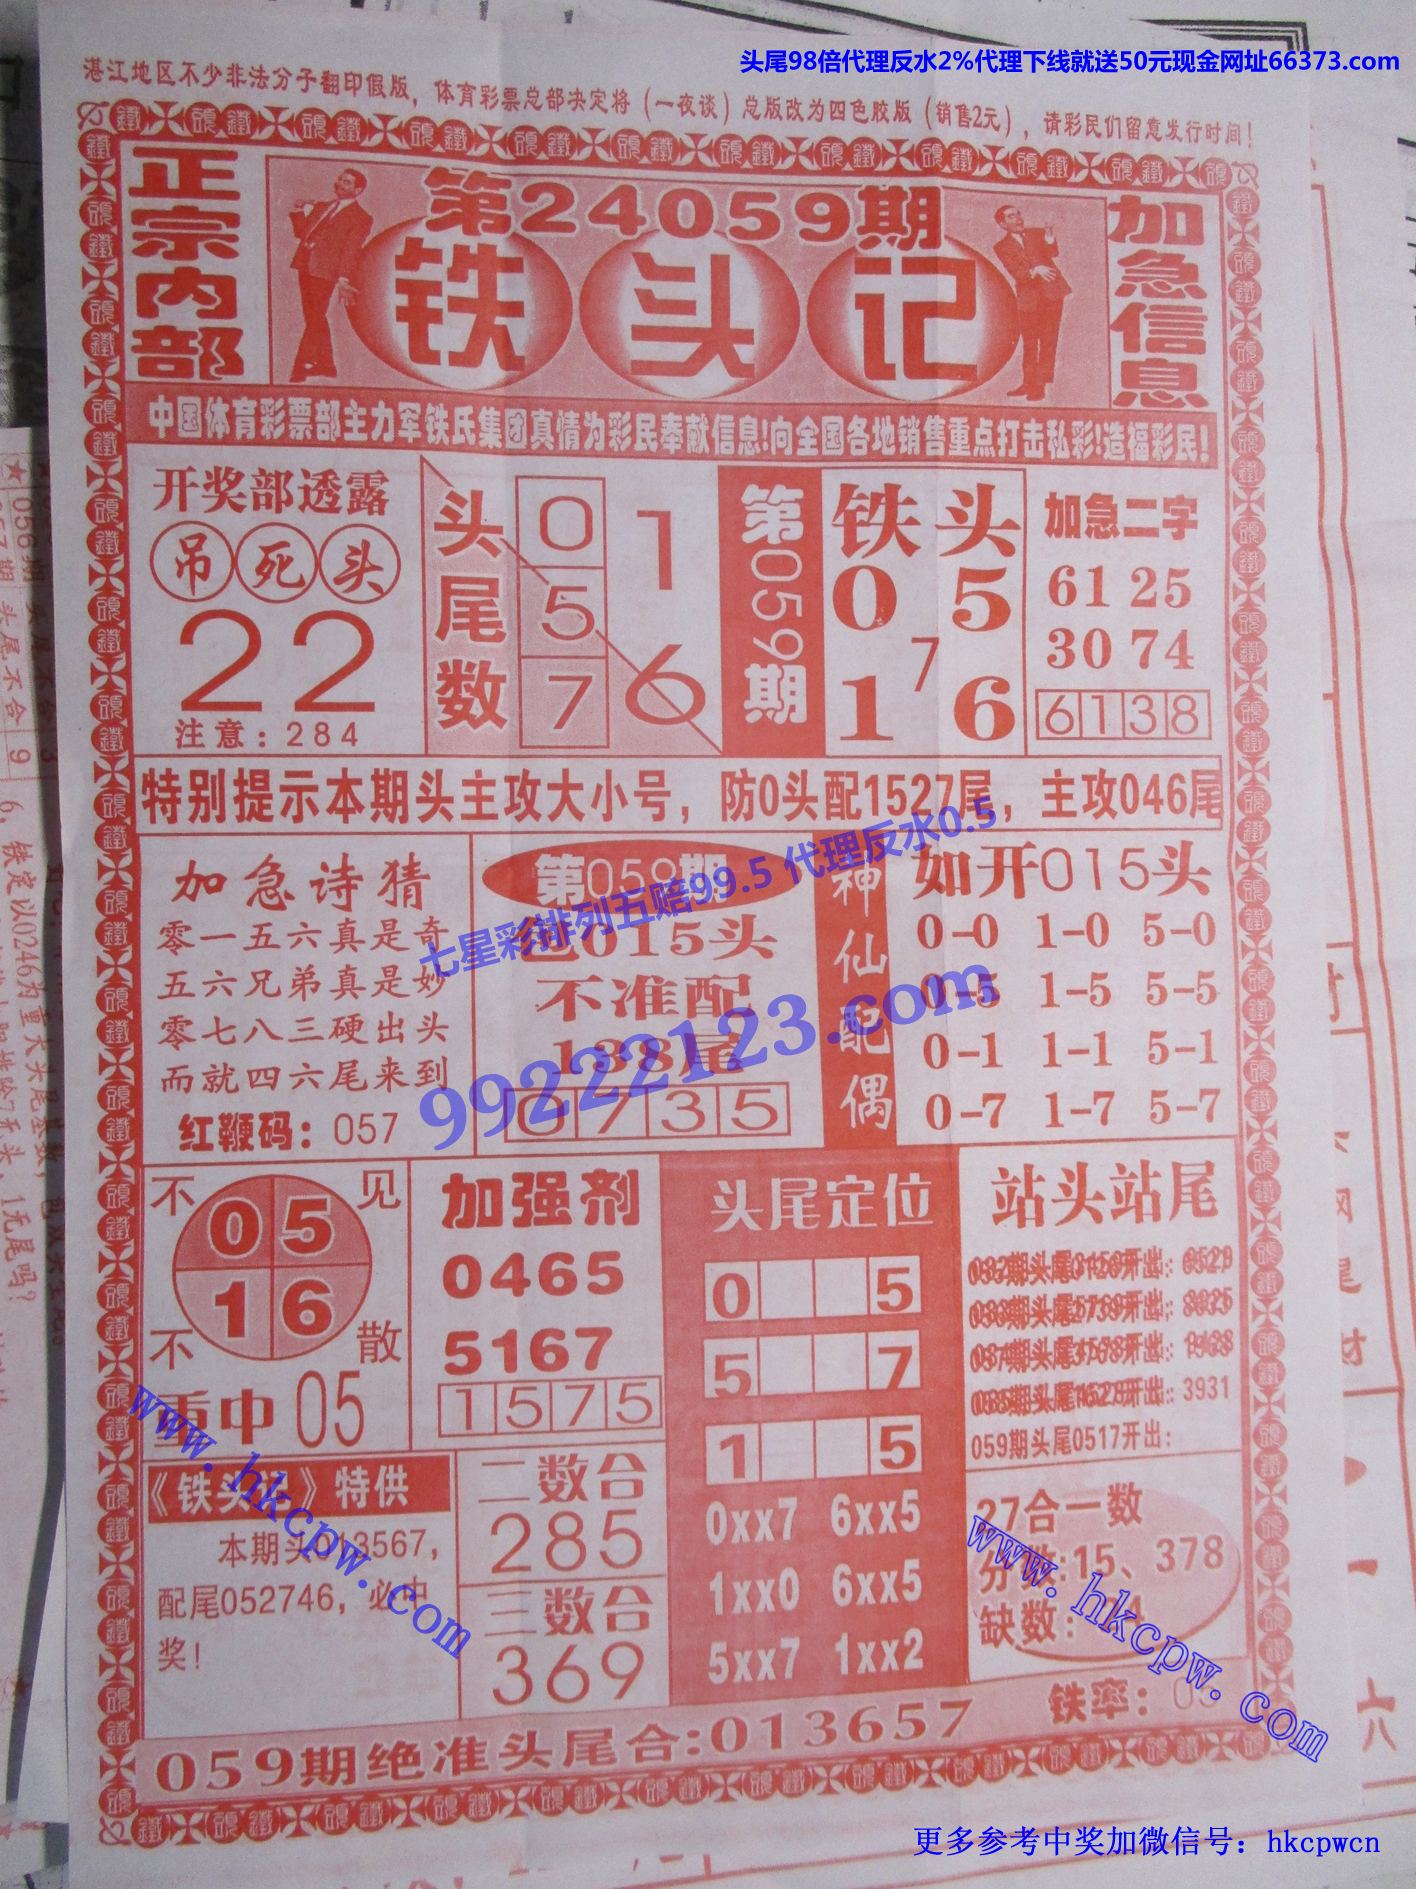 头尾98倍代理反水2%代理下线就送50元现金网址66373.com
湛江地区不少非法分子翻印假版，体育彩票总部决定将（一夜谈）总版改为四色胶版（销售2元），请彩民们留意发行时间！
正宗内部
第24059期
铁头记
加急信息
中国体育彩票部主力军铁氏集团真情为彩民奉献信息！向全国各地销售重点打击私彩！造福彩民！
开奖部透露
吊死头
22
注意：284
头尾数
0
5
7
1
6
第059期
铁头
0 5
7
1 6
加急二字
61 25
30 74
6138
特别提示本期头主攻大小号，防0头配1527尾，主攻046尾
加急诗猜
零一五六真是奇
五六兄弟真是妙
零七八三硬出头
而就四六尾来到
红鞭码：057
第059期
015头
不准配
138尾
0735
七星彩排列五赔99.5 代理反水0.5
99222123.com
神仙配偶
如开015头
0-0 1-0 5-0
0-5 1-5 5-5
0-1 1-1 5-1
0-7 1-7 5-7
不见不散
05
16
重中05
加强剂
0465
5167
1575
头尾定位
0 5
5 7
1 5
0xx7 6xx5
1xx0 6xx5
5xx7 1xx2
站头站尾
3931
059期头尾0517开出：
《铁头记》特供
本期头013567，
配尾052746，必中
奖！
二数合
285
三数合
369
27合一数
分数：15、378
缺数：
铁率：
059期绝准头尾合：013657
www.hkcpw.com
www.hkcpw.com
更多参考中奖加微信号：hkcpwcn